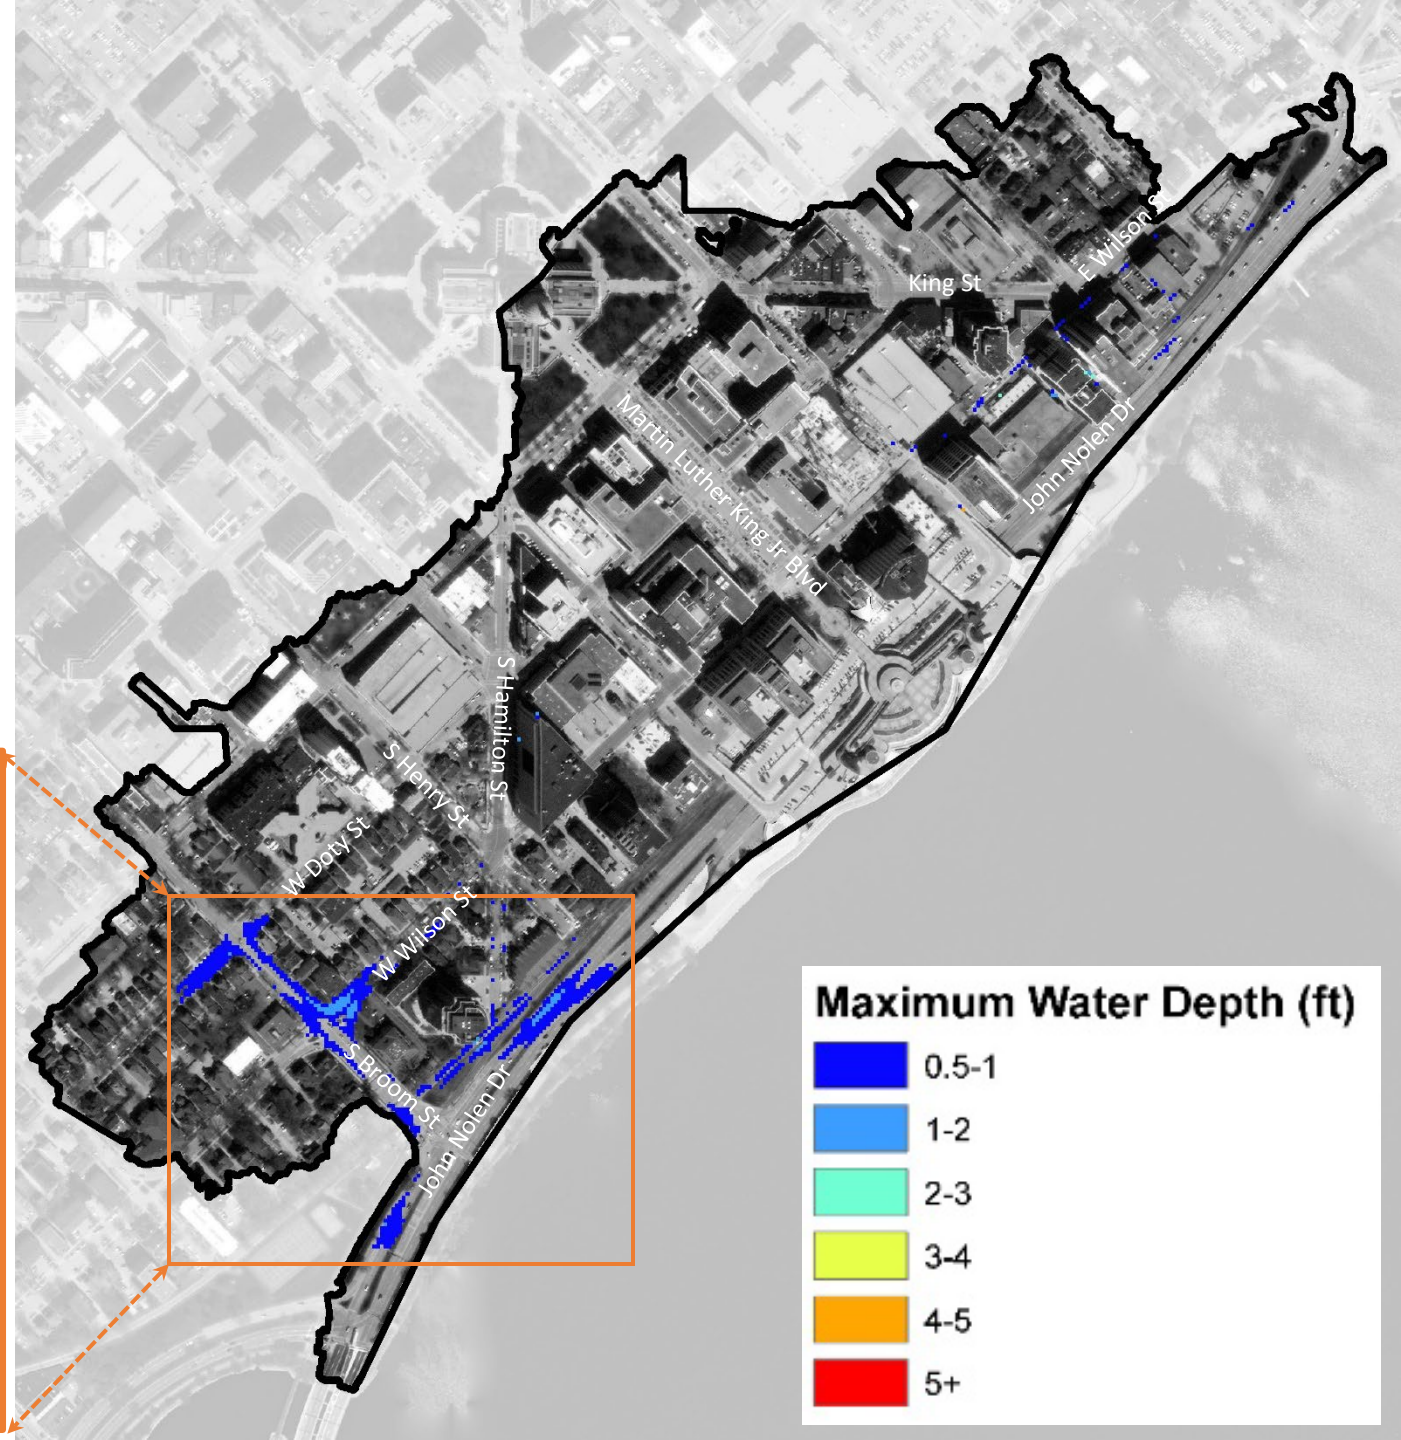 E Wilson St
King St
Martin Luther King Jr Blvd
John Nolen Dr
S Hamilton St
S Henry St
W Doty St
W Wilson St
S Broom St
John Nolen Dr
Maximum Water Depth (ft)
0.5-1
1-2
2-3
3-4
4-5
5+